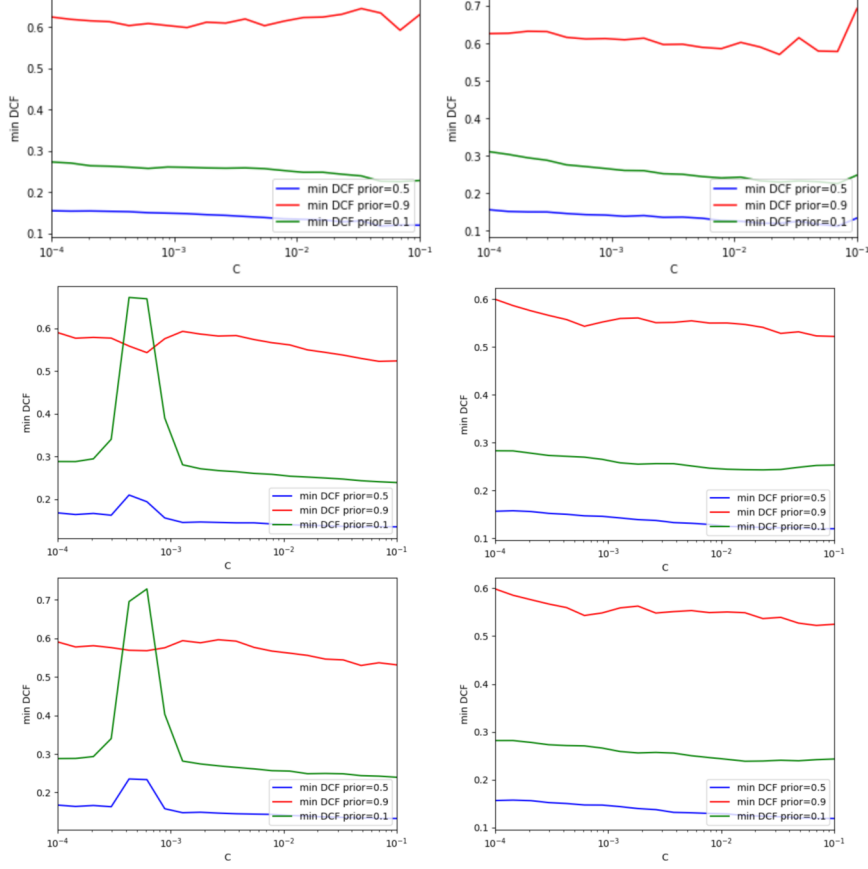 0.6
0.5
0.4
0.3
0.2
0.1
min DCF
min DCF prior=0.5
min DCF prior=0.9
min DCF prior=0.1
10⁻⁴
10⁻³
10⁻²
10⁻¹
C
0.7
0.6
0.5
0.4
0.3
0.2
0.1
min DCF
min DCF prior=0.5
min DCF prior=0.9
min DCF prior=0.1
10⁻⁴
10⁻³
10⁻²
10⁻¹
C
0.6
0.5
0.4
0.3
0.2
min DCF
min DCF prior=0.5
min DCF prior=0.9
min DCF prior=0.1
10⁻⁴
10⁻³
10⁻²
10⁻¹
C
0.6
0.5
0.4
0.3
0.2
0.1
min DCF
min DCF prior=0.5
min DCF prior=0.9
min DCF prior=0.1
10⁻⁴
10⁻³
10⁻²
10⁻¹
C
0.7
0.6
0.5
0.4
0.3
0.2
min DCF
min DCF prior=0.5
min DCF prior=0.9
min DCF prior=0.1
10⁻⁴
10⁻³
10⁻²
10⁻¹
C
0.6
0.5
0.4
0.3
0.2
0.1
min DCF
min DCF prior=0.5
min DCF prior=0.9
min DCF prior=0.1
10⁻⁴
10⁻³
10⁻²
10⁻¹
C